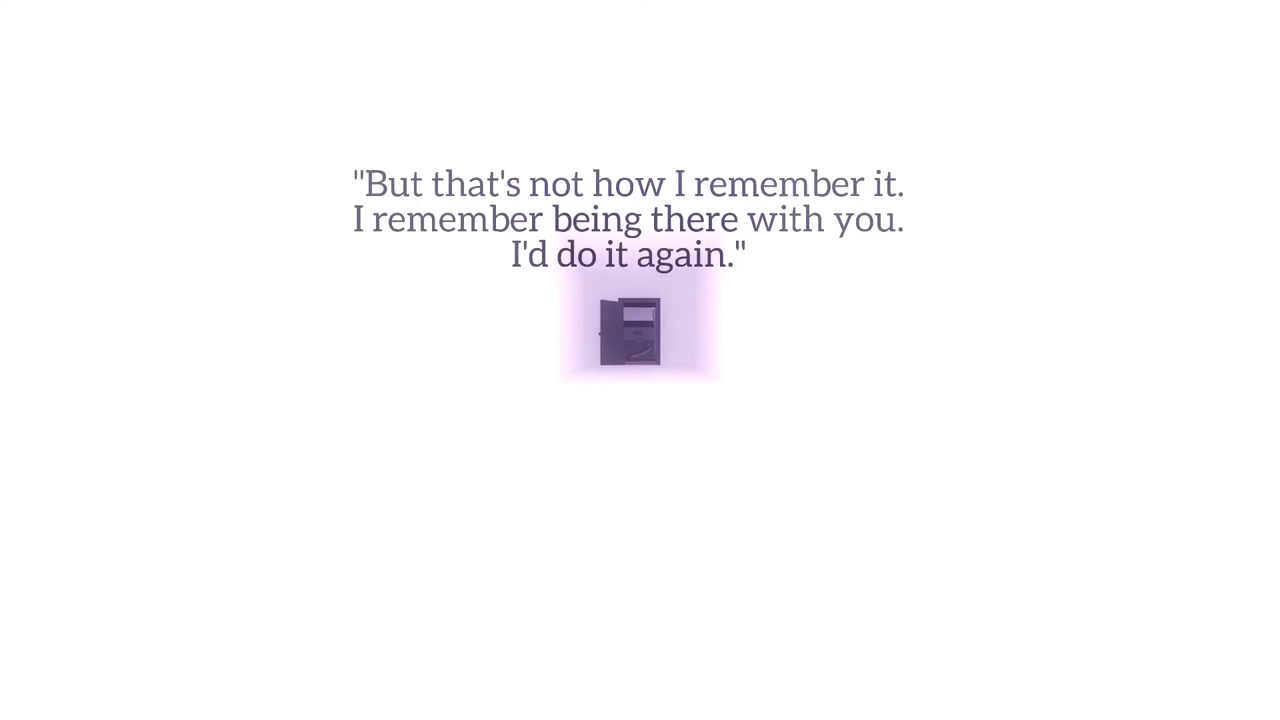 "But that's not how I remember it.
I remember being there with you.
I'd do it again."